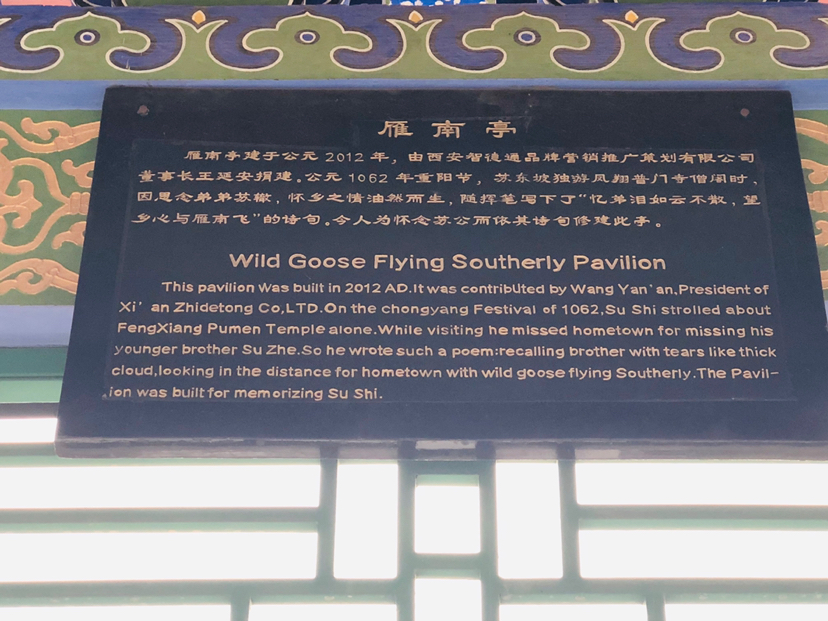 雁南亭
雁南亭建于公元2012年，由西安智德通品牌营销推广策划有限公司
董事长王延安捐建。公元1062年重阳节，苏东坡独游凤翔普门寺僧阁时，
因思念弟弟苏辙，怀乡之情油然而生，随挥笔写下了“忆弟泪如云不散，望
乡心与雁南飞”的诗句。今人为怀念苏公而依其诗句修建此亭。
Wild Goose Flying Southerly Pavilion
This pavilion was built in 2012 AD.It was contributed by Wang Yan'an,President of
Xi'an Zhidetong Co,LTD.On the chongyang Festival of 1062,Su Shi strolled about
FengXiang Pumen Temple alone.While visiting he missed hometown for missing his
younger brother Su Zhe.So he wrote such a poem:recalling brother with tears like thick
cloud,looking in the distance for hometown with wild goose flying Southerly.The Pavil-
ion was built for memorizing Su Shi.